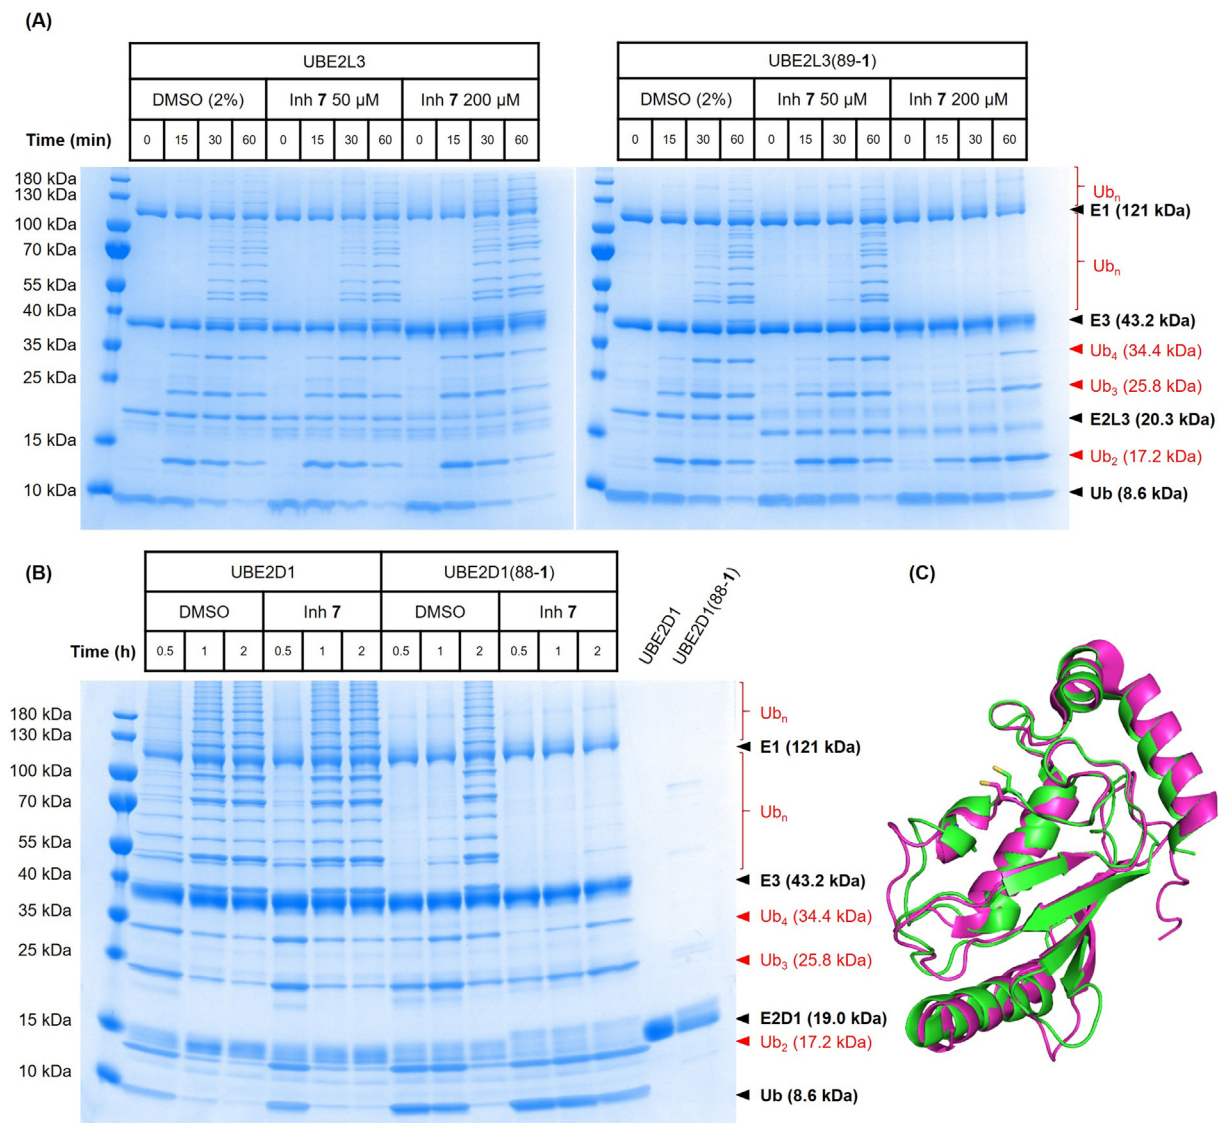 (A)
UBE2L3
UBE2L3(89-1)
DMSO (2%) Inh 7 50 µM Inh 7 200 µM
DMSO (2%) Inh 7 50 µM Inh 7 200 µM
Time (min) 0 15 30 60 0 15 30 60 0 15 30 60
0 15 30 60 0 15 30 60 0 15 30 60
180 kDa
130 kDa
100 kDa
70 kDa
55 kDa
40 kDa
35 kDa
25 kDa
15 kDa
10 kDa
Ubn
E1 (121 kDa)
Ubn
E3 (43.2 kDa)
Ub4 (34.4 kDa)
Ub3 (25.8 kDa)
E2L3 (20.3 kDa)
Ub2 (17.2 kDa)
Ub (8.6 kDa)
(B)
UBE2D1 UBE2D1(88-1)
DMSO Inh 7 DMSO Inh 7
Time (h) 0.5 1 2 0.5 1 2 0.5 1 2 0.5 1 2
UBE2D1
UBE2D1(88-1)
180 kDa
130 kDa
100 kDa
70 kDa
55 kDa
40 kDa
35 kDa
25 kDa
15 kDa
10 kDa
Ubn
E1 (121 kDa)
Ubn
E3 (43.2 kDa)
Ub4 (34.4 kDa)
Ub3 (25.8 kDa)
E2D1 (19.0 kDa)
Ub2 (17.2 kDa)
Ub (8.6 kDa)
(C)